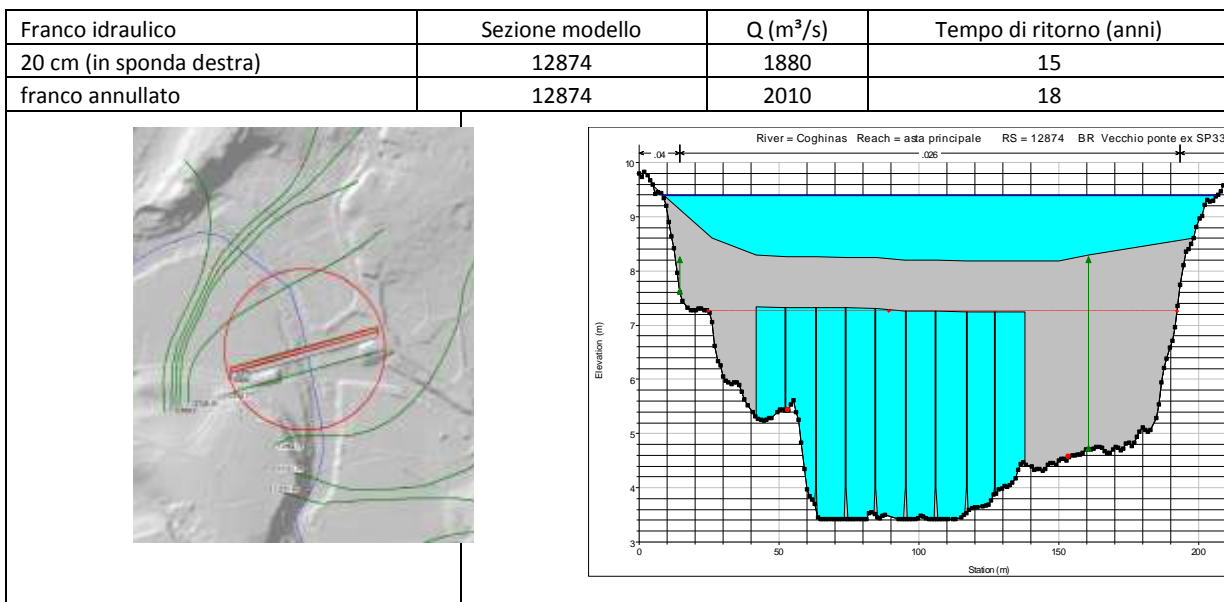 Franco idraulico Sezione modello Q (m³/s) Tempo di ritorno (anni)
20 cm (in sponda destra) 12874 1880 15
franco annullato 12874 2010 18
River = Coghinas Reach = asta principale RS = 12874 BR Vecchio ponte ex SP33
.04 .026
10
9
8
7
6
5
4
3
Elevation (m)
0 50 100 150 200
Station (m)